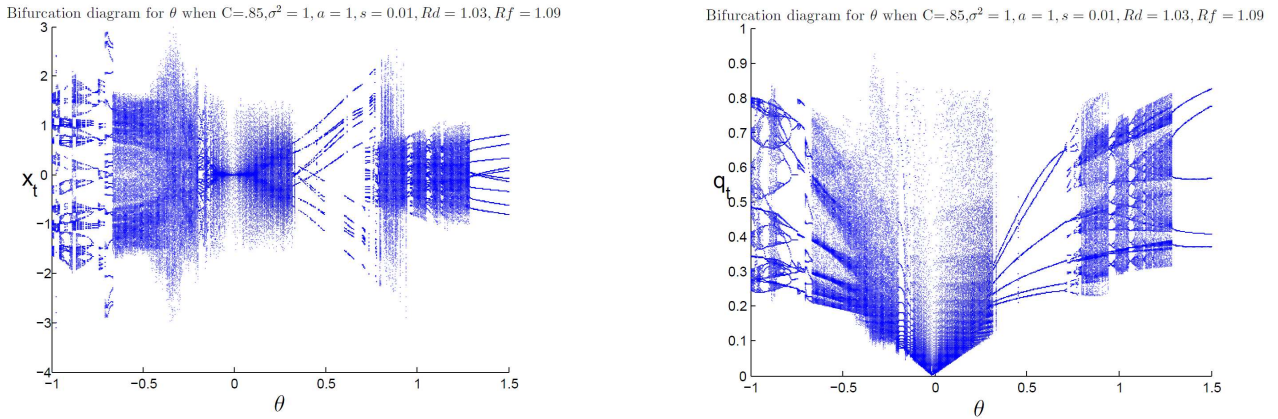 Bifurcation diagram for θ when C=.85,σ² = 1, a = 1, s = 0.01, Rd = 1.03, Rf = 1.09
3
2
1
0
−1
−2
−3
−4
x_t
−1 −0.5 0 0.5 1 1.5
θ
Bifurcation diagram for θ when C=.85,σ² = 1, a = 1, s = 0.01, Rd = 1.03, Rf = 1.09
1
0.9
0.8
0.7
0.6
0.5
0.4
0.3
0.2
0.1
0
q_t
−1 −0.5 0 0.5 1 1.5
θ